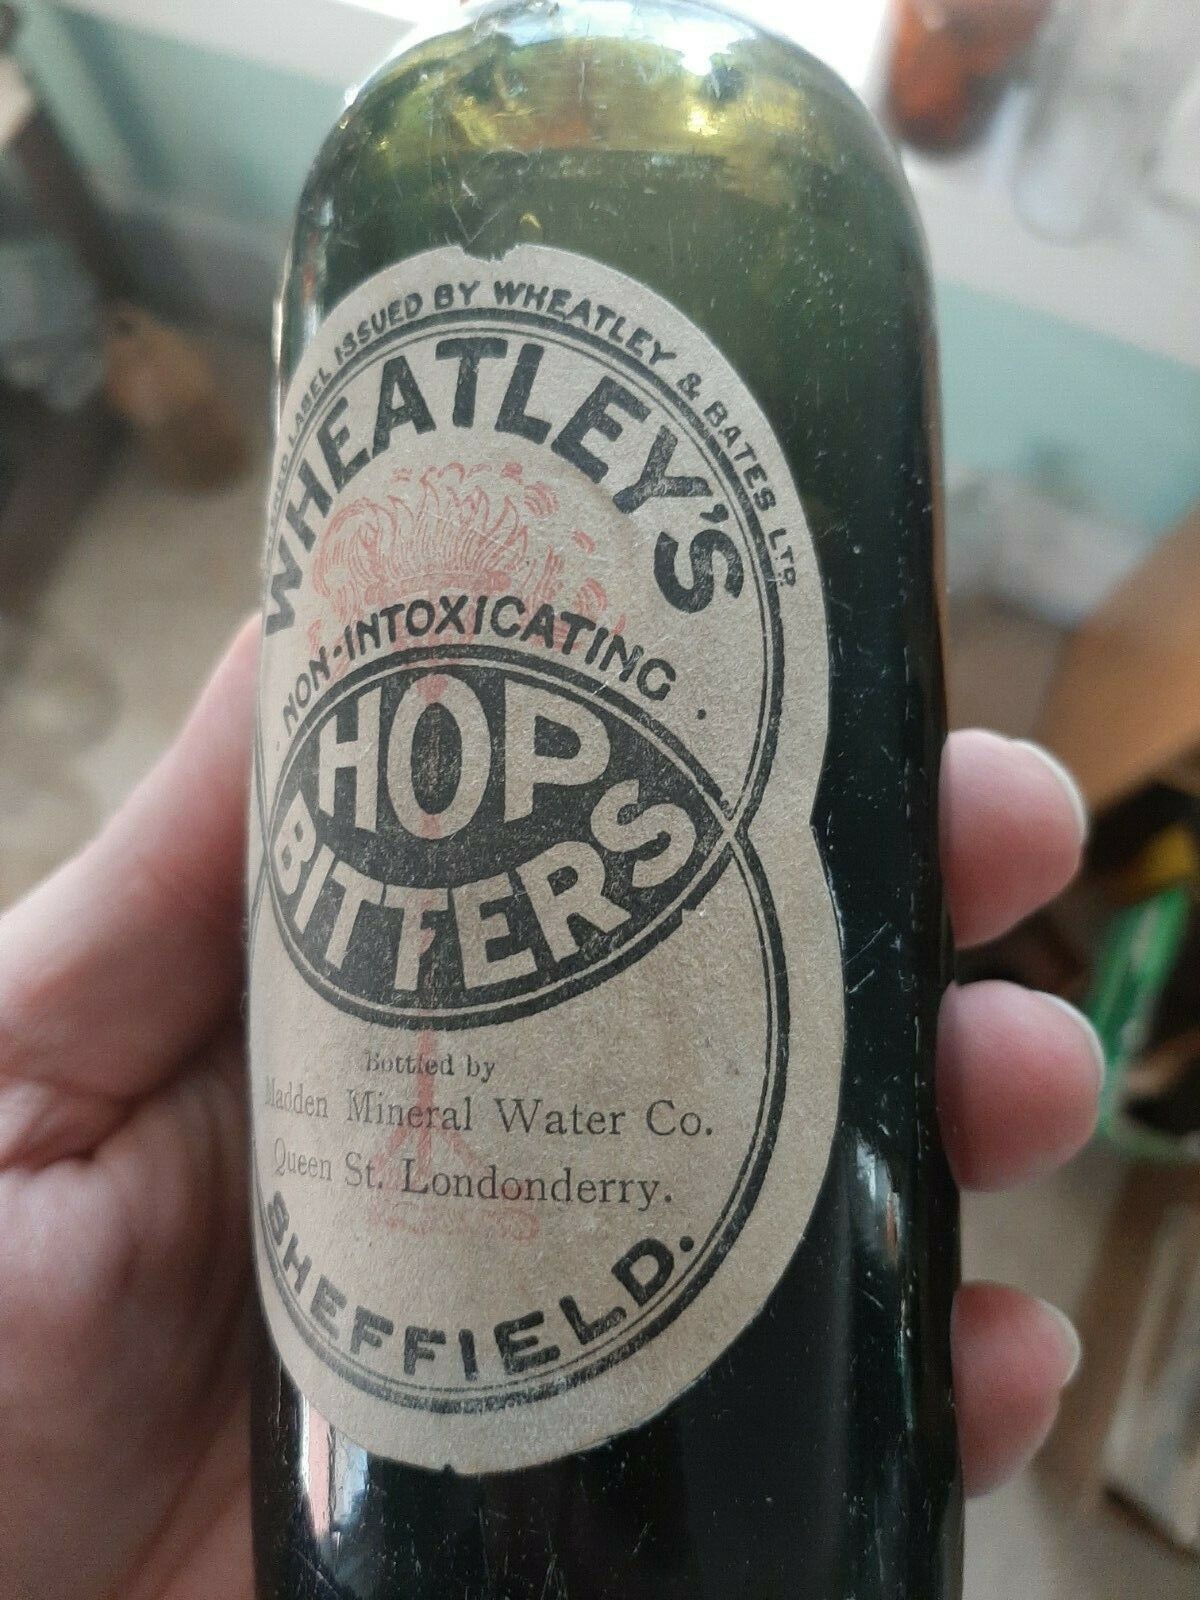 LABEL ISSUED BY WHEATLEY & BATES LTD
WHEATLEY'S
NON-INTOXICATING
HOP
BITTERS
Bottled by
Madden Mineral Water Co.
Queen St. Londonderry.
SHEFFIELD.